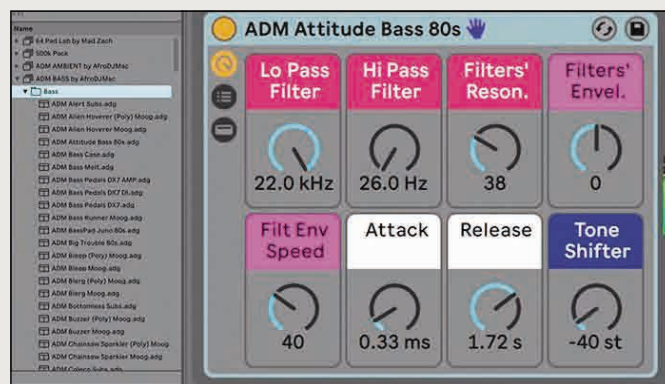 Name
64 Pad Lab by Mad Zach
500k Pack
ADM AMBIENT by AfroDJMac
ADM BASS by AfroDJMac
Bass
ADM Alert Subs.adg
ADM Alien Hoverer (Poly) Moog.adg
ADM Alien Hoverer Moog.adg
ADM Attitude Bass 80s.adg
ADM Bass Case.adg
ADM Bass Melt.adg
ADM Bass Pedals DX7 AMP.adg
ADM Bass Pedals DX7 DI.adg
ADM Bass Pedals DX7.adg
ADM Bass Runner Moog.adg
ADM BassPad Juno 80s.adg
ADM Big Trouble 80s.adg
ADM Bleep (Poly) Moog.adg
ADM Bleep Moog.adg
ADM Blerg (Poly) Moog.adg
ADM Blerg Moog.adg
ADM Bottomness Subs.adg
ADM Buzzer (Poly) Moog.adg
ADM Buzzer Moog.adg
ADM Chainsaw Sparkler (Poly) Moog.adg
ADM Chainsaw Sparkler Moog.adg
ADM Coleco Subs.adg
ADM Attitude Bass 80s
Lo Pass
Filter
22.0 kHz
Hi Pass
Filter
26.0 Hz
Filters'
Reson.
38
Filters'
Envel.
0
Filt Env
Speed
40
Attack
0.33 ms
Release
1.72 s
Tone
Shifter
-40 st